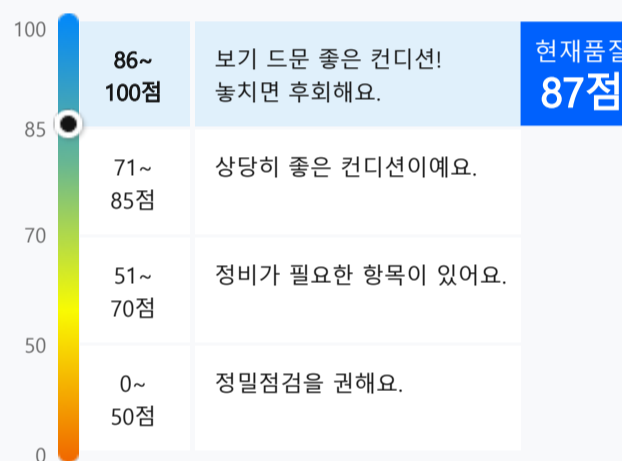 100
86~
100점
보기 드문 좋은 컨디션!
놓치면 후회해요.
현재품질
87점
85
71~
85점
상당히 좋은 컨디션이예요.
70
51~
70점
정비가 필요한 항목이 있어요.
50
0~
50점
정밀점검을 권해요.
0